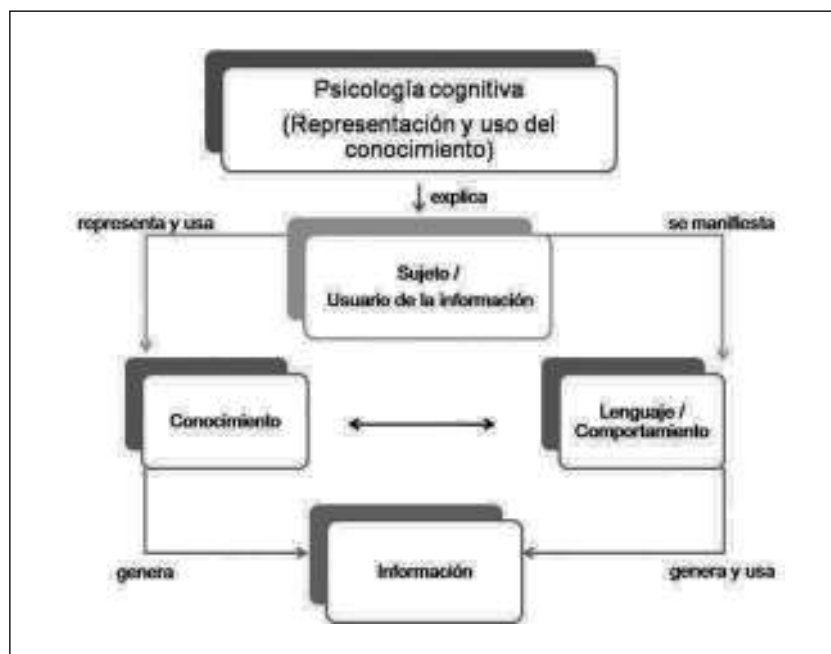 Psicología cognitiva
(Representación y uso del
conocimiento)
explica
representa y usa
se manifiesta
Sujeto /
Usuario de la información
Conocimiento
Lenguaje /
Comportamiento
genera
Información
genera y usa